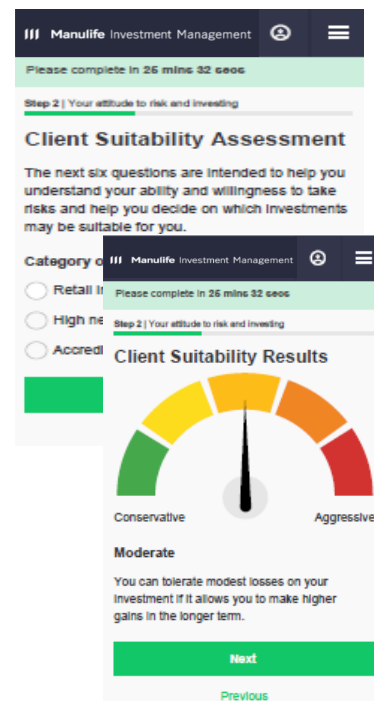 Manulife Investment Management
Please complete in 25 mins 32 secs
Step 2 | Your attitude to risk and investing
Client Suitability Assessment
The next six questions are intended to help you
understand your ability and willingness to take
risks and help you decide on which investments
may be suitable for you.
Category o
Retail I
High ne
Accredi
Manulife Investment Management
Please complete in 25 mins 32 secs
Step 2 | Your attitude to risk and investing
Client Suitability Results
Conservative
Aggressive
Moderate
You can tolerate modest losses on your
investment if it allows you to make higher
gains in the longer term.
Next
Previous